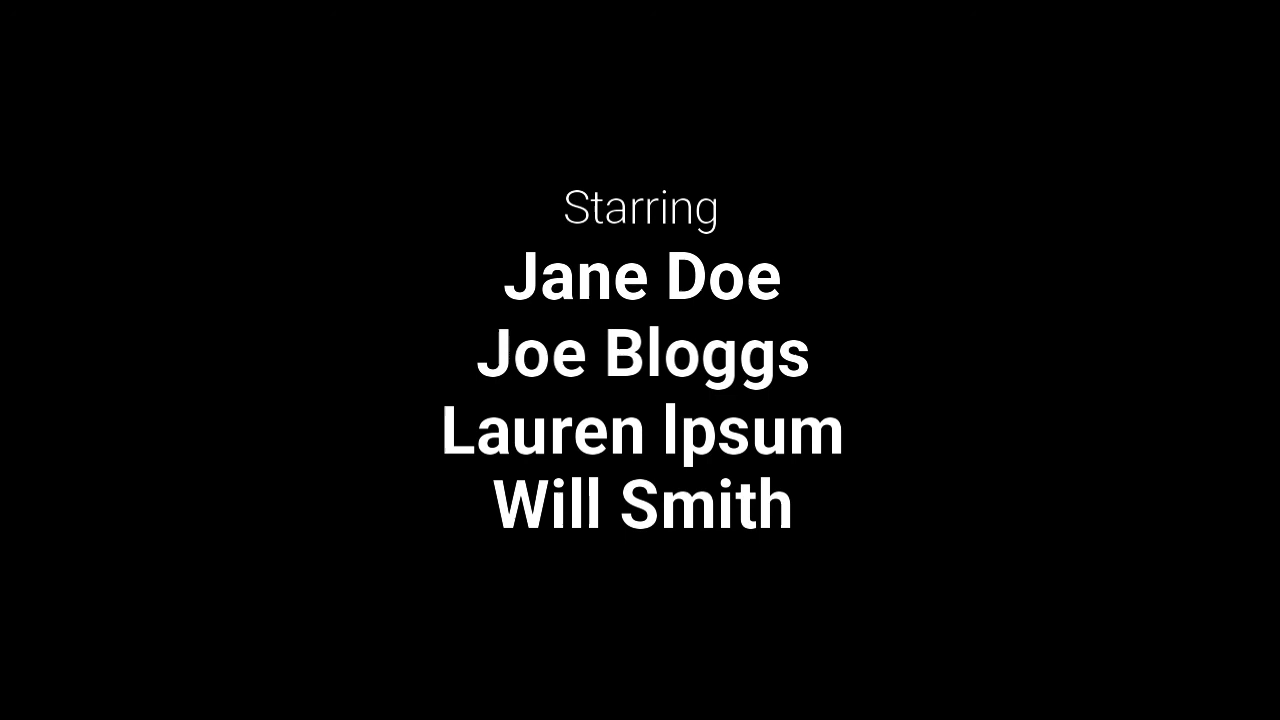 Starring
Jane Doe
Joe Bloggs
Lauren Ipsum
Will Smith